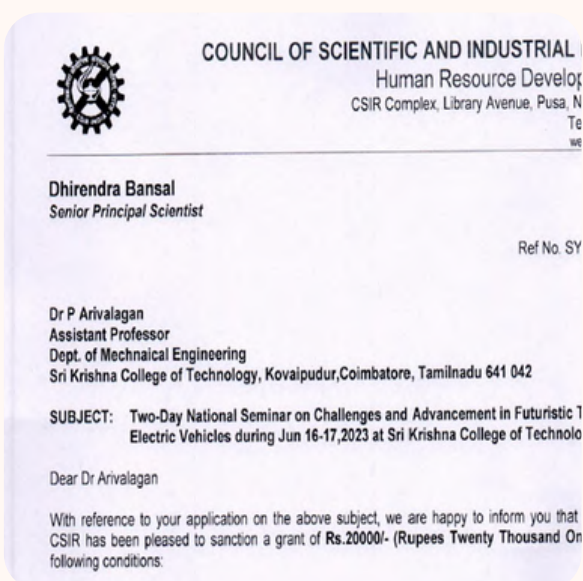 COUNCIL OF SCIENTIFIC AND INDUSTRIAL
Human Resource Develop
CSIR Complex, Library Avenue, Pusa, N
Te
we
Dhirendra Bansal
Senior Principal Scientist
Ref No. SY
Dr P Arivalagan
Assistant Professor
Dept. of Mechnaical Engineering
Sri Krishna College of Technology, Kovaipudur,Coimbatore, Tamilnadu 641 042
SUBJECT: Two-Day National Seminar on Challenges and Advancement in Futuristic T
Electric Vehicles during Jun 16-17,2023 at Sri Krishna College of Technolo
Dear Dr Arivalagan
With reference to your application on the above subject, we are happy to inform you that
CSIR has been pleased to sanction a grant of Rs.20000/- (Rupees Twenty Thousand On
following conditions: